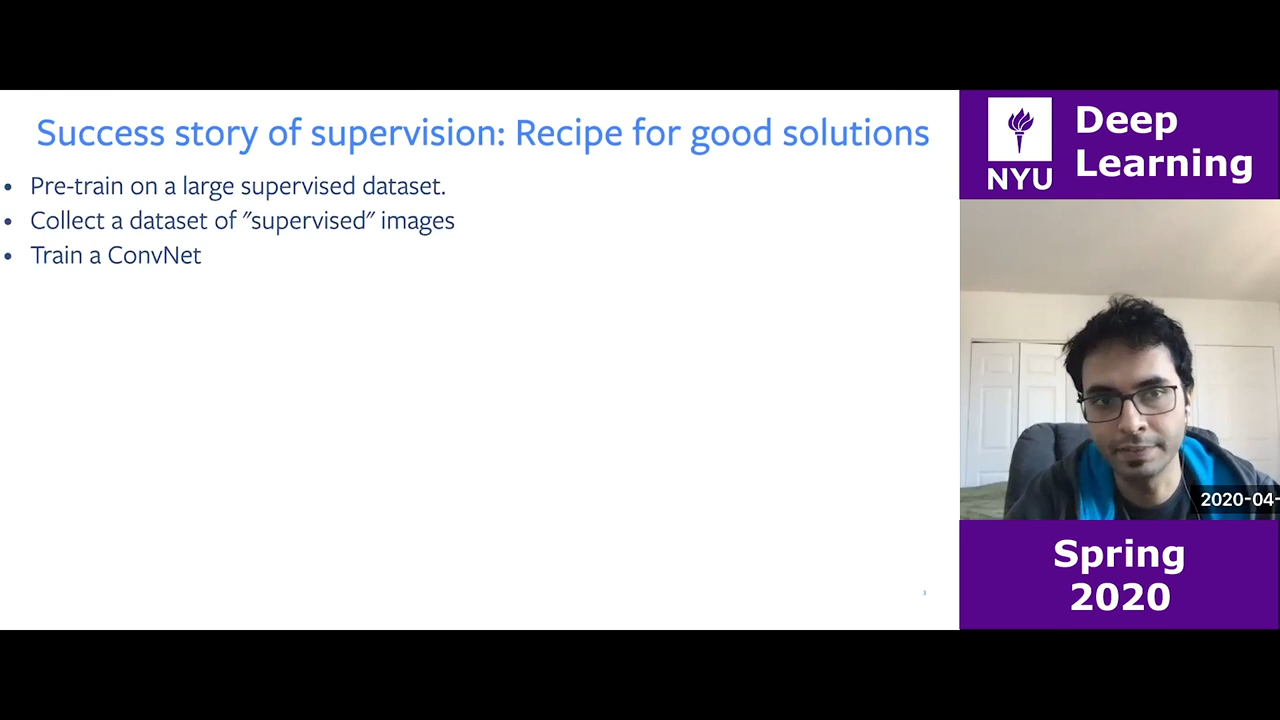 Success story of supervision: Recipe for good solutions
• Pre-train on a large supervised dataset.
• Collect a dataset of "supervised" images
• Train a ConvNet
3
NYU
Deep
Learning
2020-04-
Spring
2020